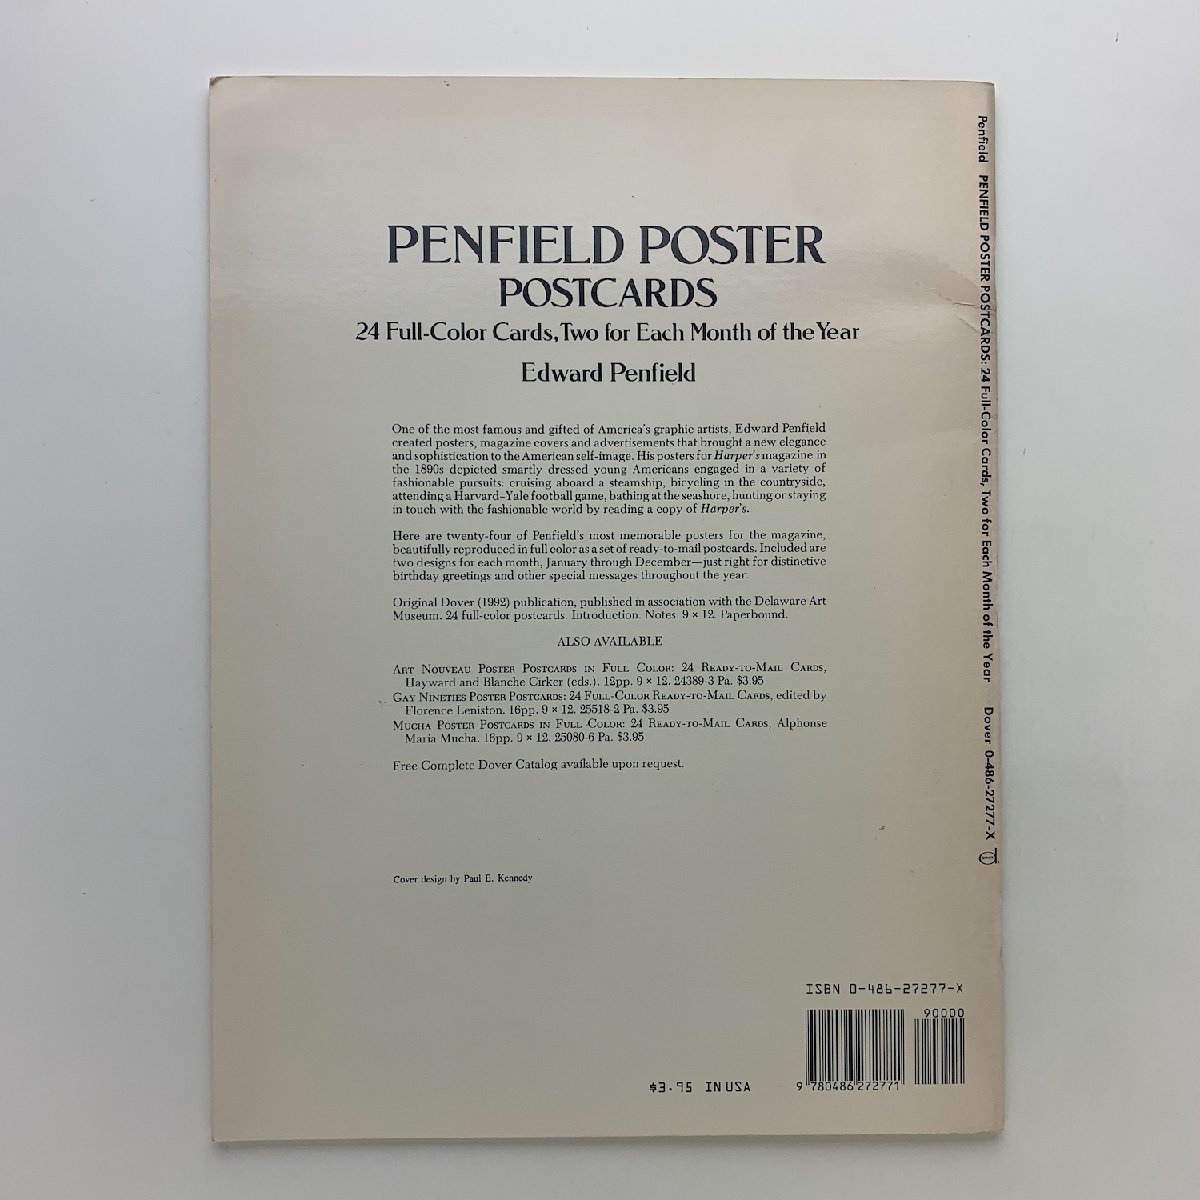 PENFIELD POSTER
POSTCARDS
24 Full-Color Cards, Two for Each Month of the Year
Edward Penfield
One of the most famous and gifted of America's graphic artists, Edward Penfield
created posters, magazine covers and advertisements that brought a new elegance
and sophistication to the American self-image. His posters for Harper's magazine in
the 1890s depicted smartly dressed young Americans engaged in a variety of
fashionable pursuits: cruising aboard a steamship, bicycling in the countryside,
attending a Harvard–Yale football game, bathing at the seashore, hunting or staying
in touch with the fashionable world by reading a copy of Harper's.
Here are twenty-four of Penfield's most memorable posters for the magazine,
beautifully reproduced in full color as a set of ready-to-mail postcards. Included are
two designs for each month, January through December—just right for distinctive
birthday greetings and other special messages throughout the year.
Original Dover (1992) publication, published in association with the Delaware Art
Museum. 24 full-color postcards. Introduction. Notes. 9 × 12. Paperbound.
ALSO AVAILABLE
ART NOUVEAU POSTER POSTCARDS IN FULL COLOR: 24 READY-TO-MAIL CARDS,
Hayward and Blanche Cirker (eds.). 12pp. 9 × 12. 24389-3 Pa. $3.95
GAY NINETIES POSTER POSTCARDS: 24 FULL-COLOR READY-TO-MAIL CARDS, edited by
Florence Leniston. 16pp. 9 × 12. 25518-2 Pa. $3.95
MUCHA POSTER POSTCARDS IN FULL COLOR: 24 READY-TO-MAIL CARDS, Alphonse
Maria Mucha. 16pp. 9 × 12. 25080-6 Pa. $3.95
Free Complete Dover Catalog available upon request.
Cover design by Paul E. Kennedy
ISBN 0-486-27277-X
90000
9 780486 272771
$3.95 IN USA
Penfield PENFIELD POSTER POSTCARDS: 24 Full-Color Cards, Two for Each Month of the Year Dover 0-486-27277-X